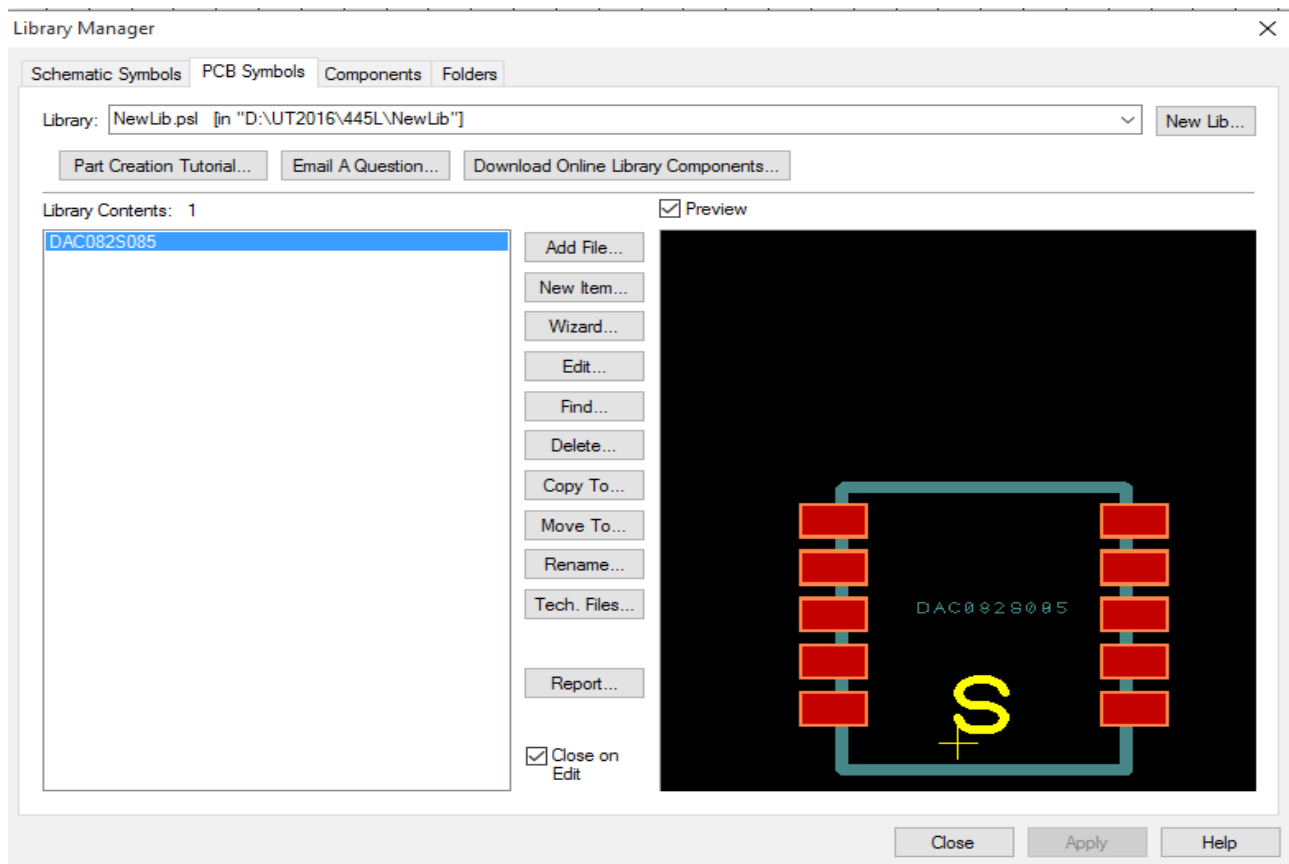 Library Manager
Schematic Symbols PCB Symbols Components Folders
Library: NewLib.psl [in "D:\UT2016\445L\NewLib"] New Lib...
Part Creation Tutorial... Email A Question... Download Online Library Components...
Library Contents: 1
Preview
DAC082S085
Add File...
New Item...
Wizard...
Edit...
Find...
Delete...
Copy To...
Move To...
Rename...
Tech. Files...
Report...
Close on
Edit
DAC082S085
S
Close Apply Help